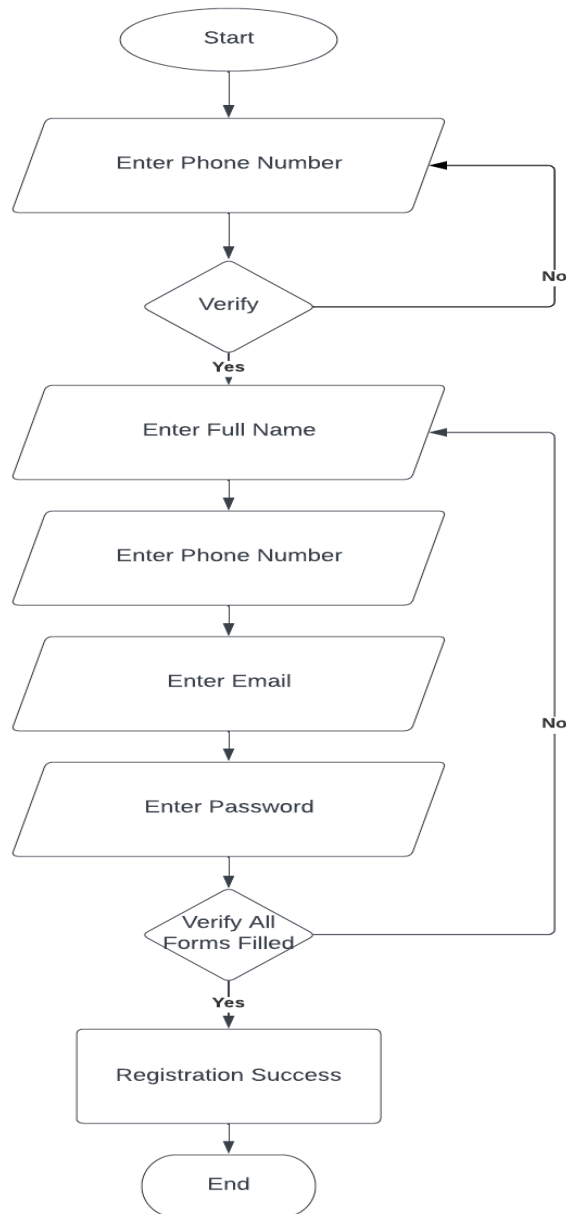 Start
Enter Phone Number
No
Verify
Yes
Enter Full Name
Enter Phone Number
Enter Email
No
Enter Password
Verify All
Forms Filled
Yes
Registration Success
End